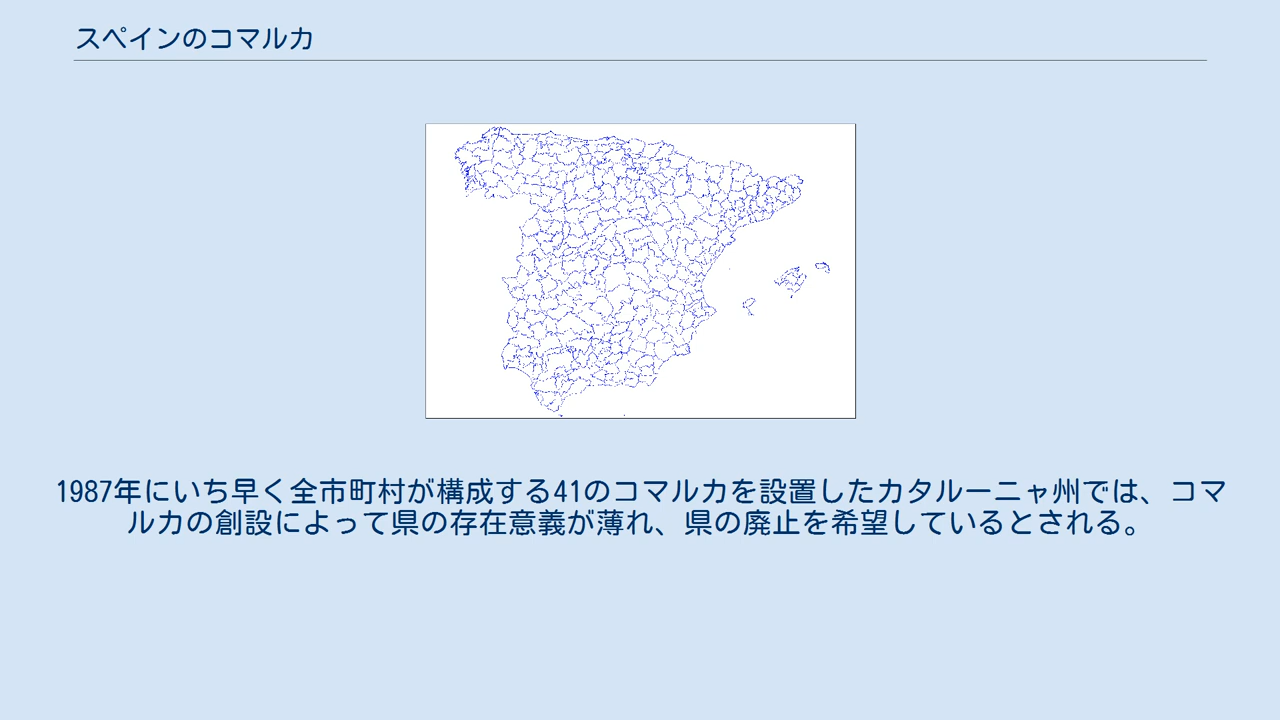 スペインのコマルカ
1987年にいち早く全市町村が構成する41のコマルカを設置したカタルーニャ州では、コマ
ルカの創設によって県の存在意義が薄れ、県の廃止を希望しているとされる。